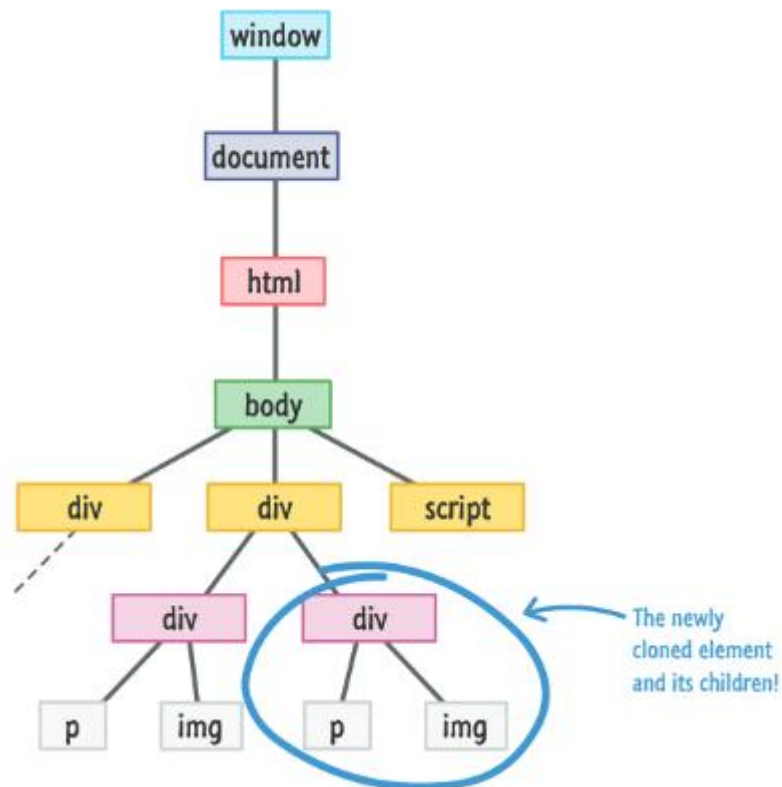 window
document
html
body
div
div
script
div
div
The newly
cloned element
and its children!
p
img
p
img